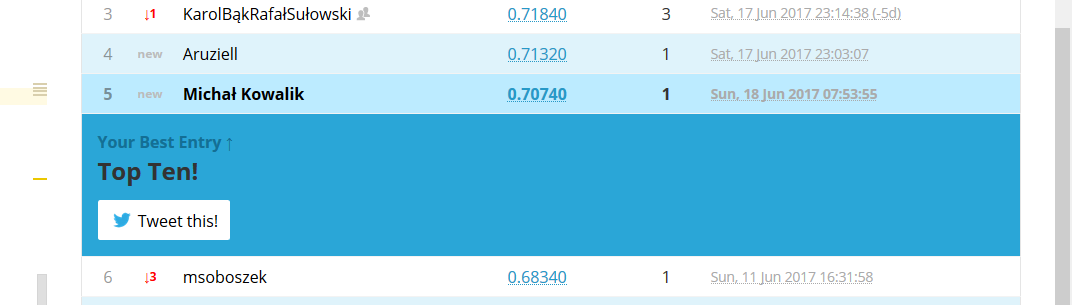 3 ↓1 KarolBąkRafałSułowski 0.71840 3 Sat, 17 Jun 2017 23:14:38 (-5d)
4 new Aruziell 0.71320 1 Sat, 17 Jun 2017 23:03:07
5 new Michał Kowalik 0.70740 1 Sun, 18 Jun 2017 07:53:55
Your Best Entry ↑
Top Ten!
Tweet this!
6 ↓3 msoboszek 0.68340 1 Sun, 11 Jun 2017 16:31:58